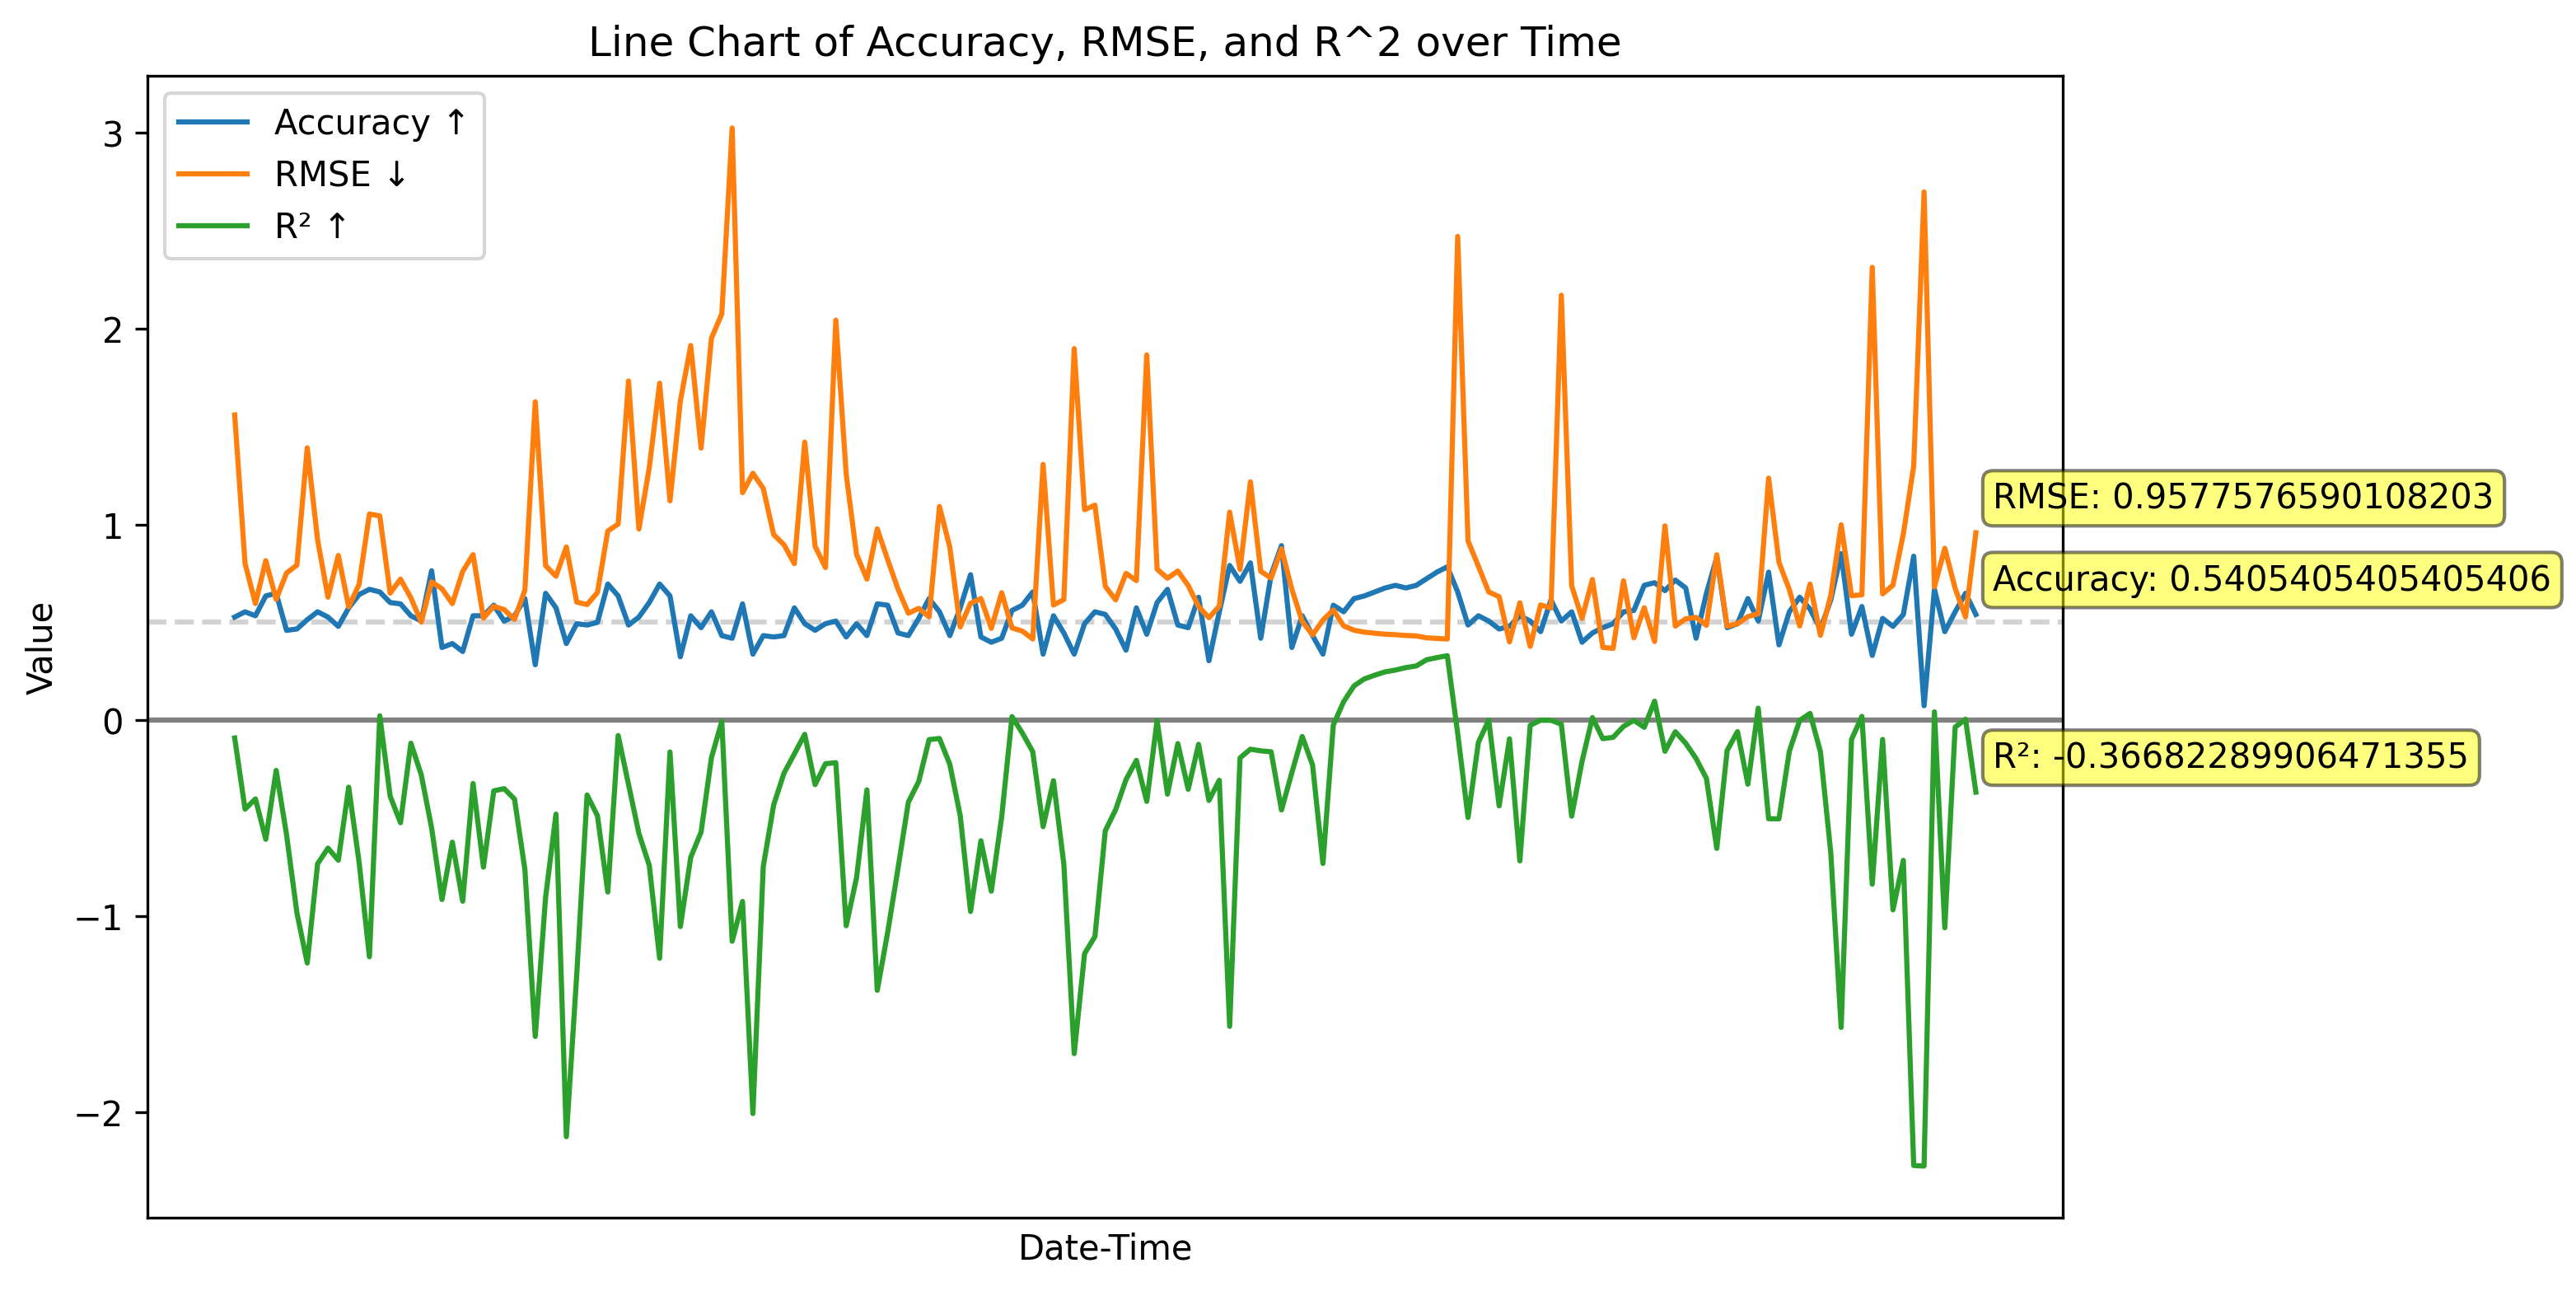 Line Chart of Accuracy, RMSE, and R^2 over Time
Accuracy ↑
RMSE ↓
R² ↑
3
2
1
0
−1
−2
Value
Date-Time
RMSE: 0.9577576590108203
Accuracy: 0.5405405405405406
R²: -0.36682289906471355